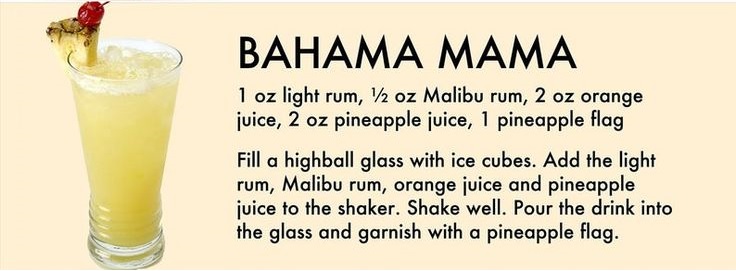 BAHAMA MAMA
1 oz light rum, ½ oz Malibu rum, 2 oz orange
juice, 2 oz pineapple juice, 1 pineapple flag
Fill a highball glass with ice cubes. Add the light
rum, Malibu rum, orange juice and pineapple
juice to the shaker. Shake well. Pour the drink into
the glass and garnish with a pineapple flag.